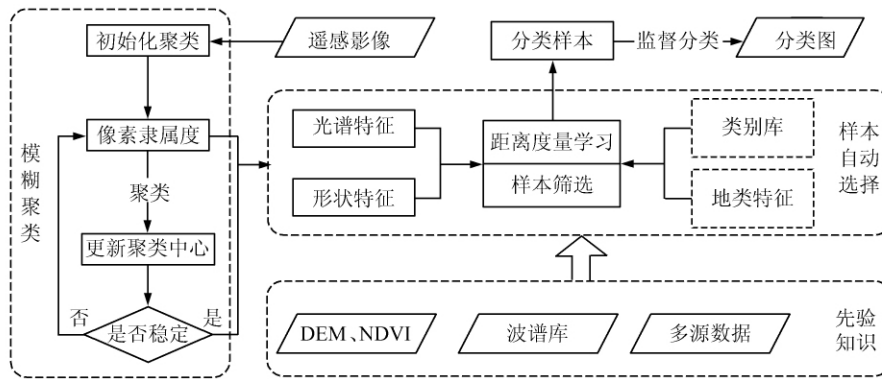 初始化聚类
遥感影像
分类样本
监督分类
分类图
模糊聚类
像素隶属度
聚类
更新聚类中心
否
是否稳定
是
光谱特征
形状特征
距离度量学习
样本筛选
类别库
地类特征
样本
自动
选择
DEM、NDVI
波谱库
多源数据
先验
知识